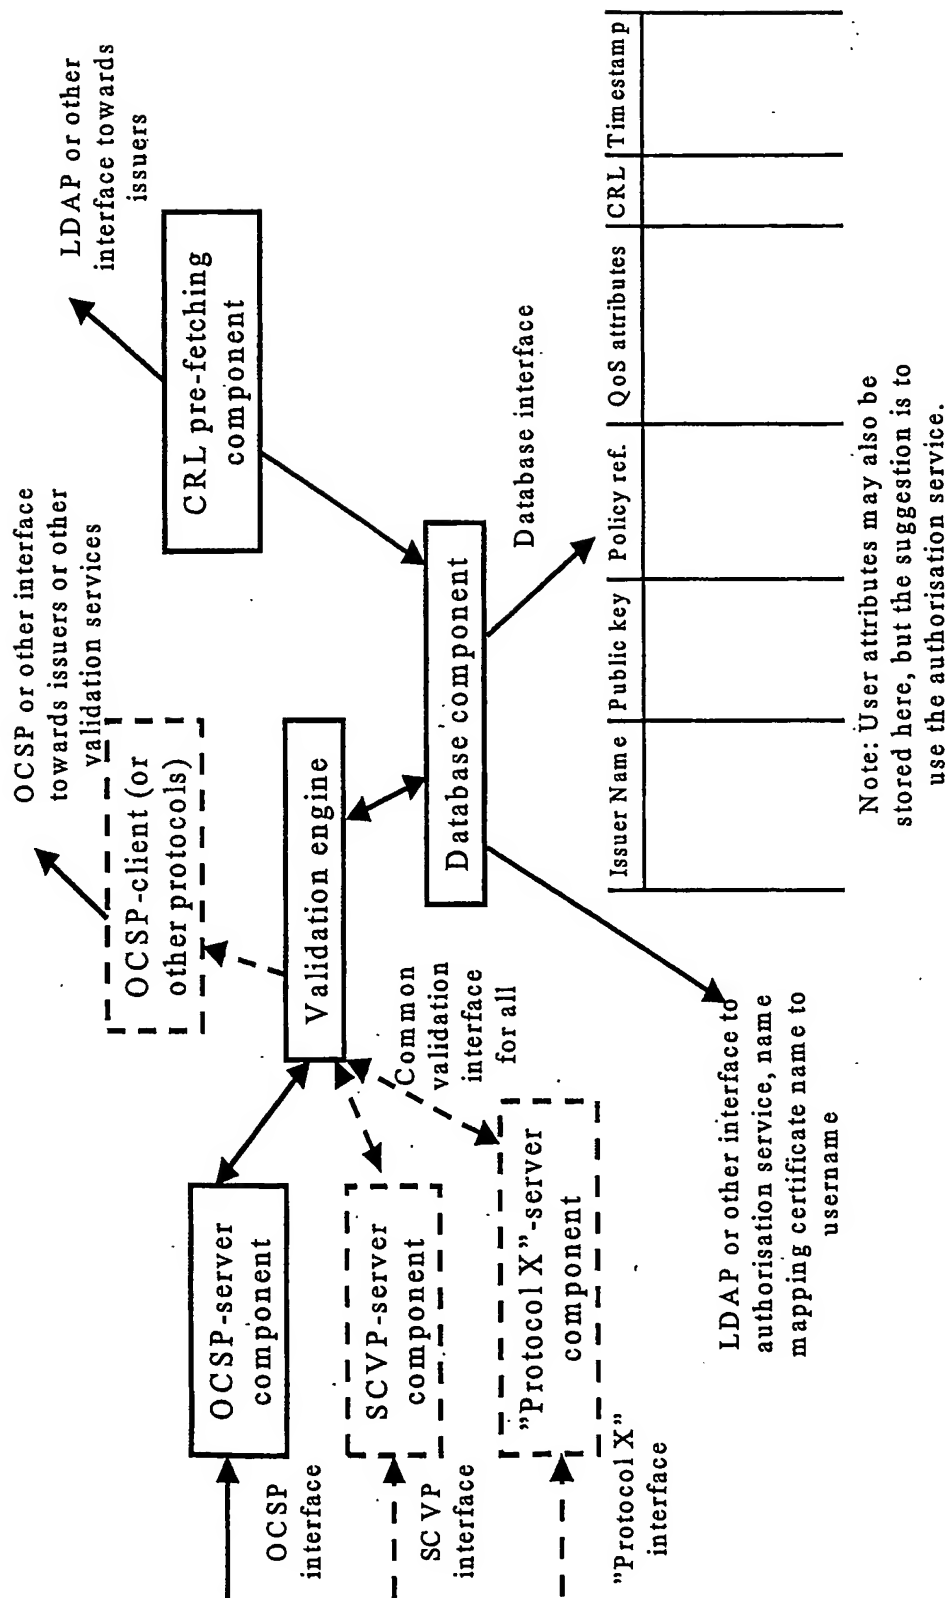 OCSP or other interface
towards issuers or other
validation services
LDAP or other
interface towards
issuers
OCSP-client (or
other protocols)
CRL pre-fetching
component
OCSP-server
component
Validation engine
OCSP
interface
SCVP-server
component
Common
validation
interface
for all
Database component
Database interface
SCVP
interface
"Protocol X"-server
component
"Protocol X"
interface
LDAP or other interface to
authorisation service, name
mapping certificate name to
username
Issuer Name
Public key
Policy ref.
QoS attributes
CRL
Timestamp
Note: User attributes may also be
stored here, but the suggestion is to
use the authorisation service.